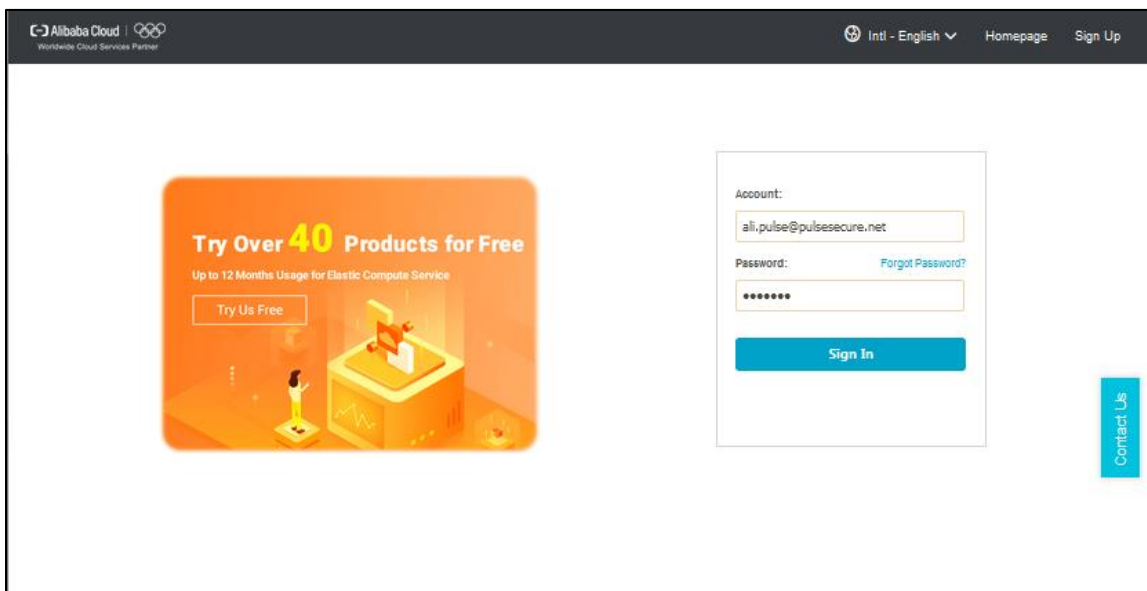 Alibaba Cloud
Worldwide Cloud Services Partner
Intl - English
Homepage
Sign Up
Try Over 40 Products for Free
Up to 12 Months Usage for Elastic Compute Service
Try Us Free
Account:
ali.pulse@pulsesecure.net
Password:
Forgot Password?
•••••••
Sign In
Contact Us